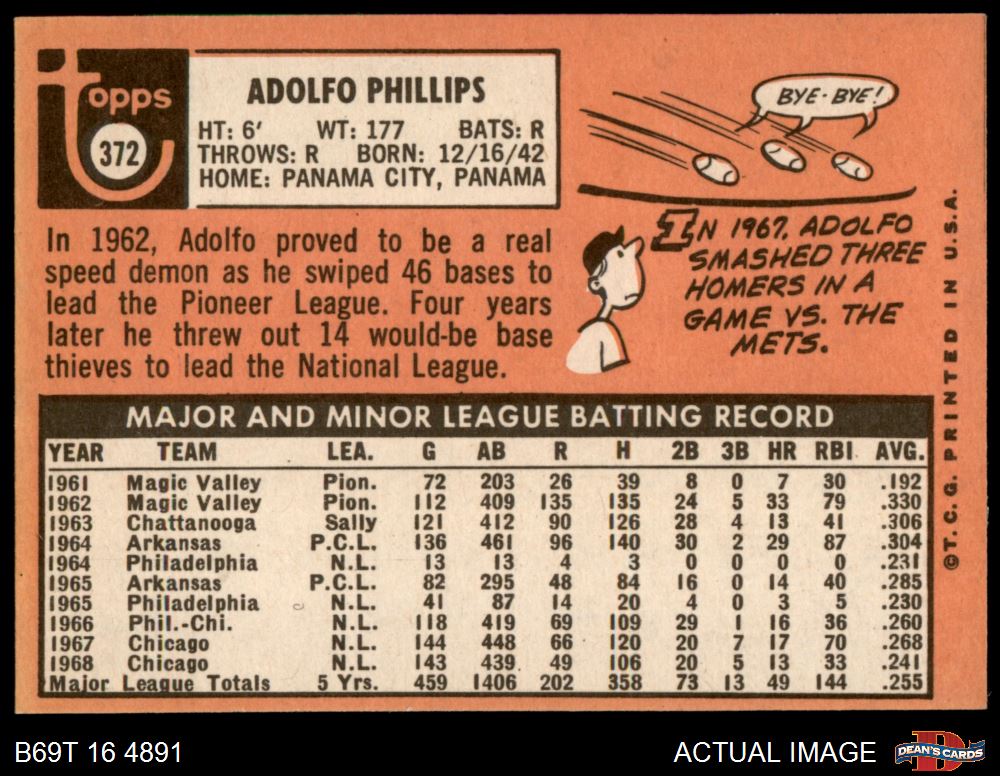 Topps
372
ADOLFO PHILLIPS
HT: 6' WT: 177 BATS: R
THROWS: R BORN: 12/16/42
HOME: PANAMA CITY, PANAMA
BYE-BYE!
In 1962, Adolfo proved to be a real
speed demon as he swiped 46 bases to
lead the Pioneer League. Four years
later he threw out 14 would-be base
thieves to lead the National League.
IN 1967, ADOLFO
SMASHED THREE
HOMERS IN A
GAME VS. THE
METS.
MAJOR AND MINOR LEAGUE BATTING RECORD
YEAR TEAM LEA. G AB R H 2B 3B HR RBI AVG.
1961 Magic Valley Pion. 72 203 26 39 8 0 7 30 .192
1962 Magic Valley Pion. 112 409 135 135 24 5 33 79 .330
1963 Chattanooga Sally 121 412 90 126 28 4 13 41 .306
1964 Arkansas P.C.L. 136 461 96 140 30 2 29 87 .304
1964 Philadelphia N.L. 13 13 4 3 0 0 0 0 .231
1965 Arkansas P.C.L. 82 295 48 84 16 0 14 40 .285
1965 Philadelphia N.L. 41 87 14 20 4 0 3 5 .230
1966 Phil.-Chi. N.L. 118 419 69 109 29 1 16 36 .260
1967 Chicago N.L. 144 448 66 120 20 7 17 70 .268
1968 Chicago N.L. 143 439 49 106 20 5 13 33 .241
Major League Totals 5 Yrs. 459 1406 202 358 73 13 49 144 .255
©T.C.G. PRINTED IN U.S.A.
B69T 16 4891
ACTUAL IMAGE
D
DEAN'S CARDS